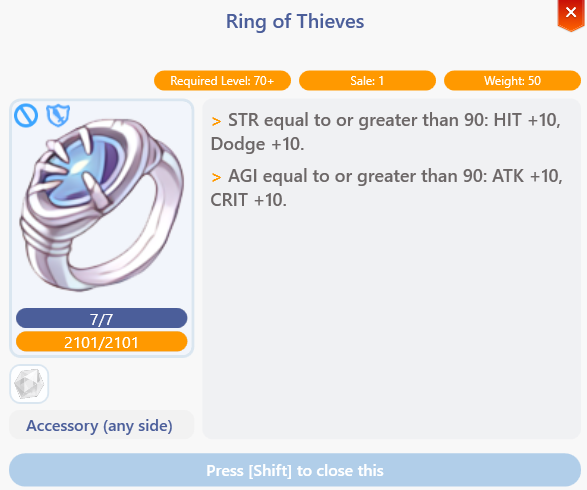 Ring of Thieves
Required Level: 70+
Sale: 1
Weight: 50
> STR equal to or greater than 90: HIT +10,
Dodge +10.
> AGI equal to or greater than 90: ATK +10,
CRIT +10.
7/7
2101/2101
Accessory (any side)
Press [Shift] to close this